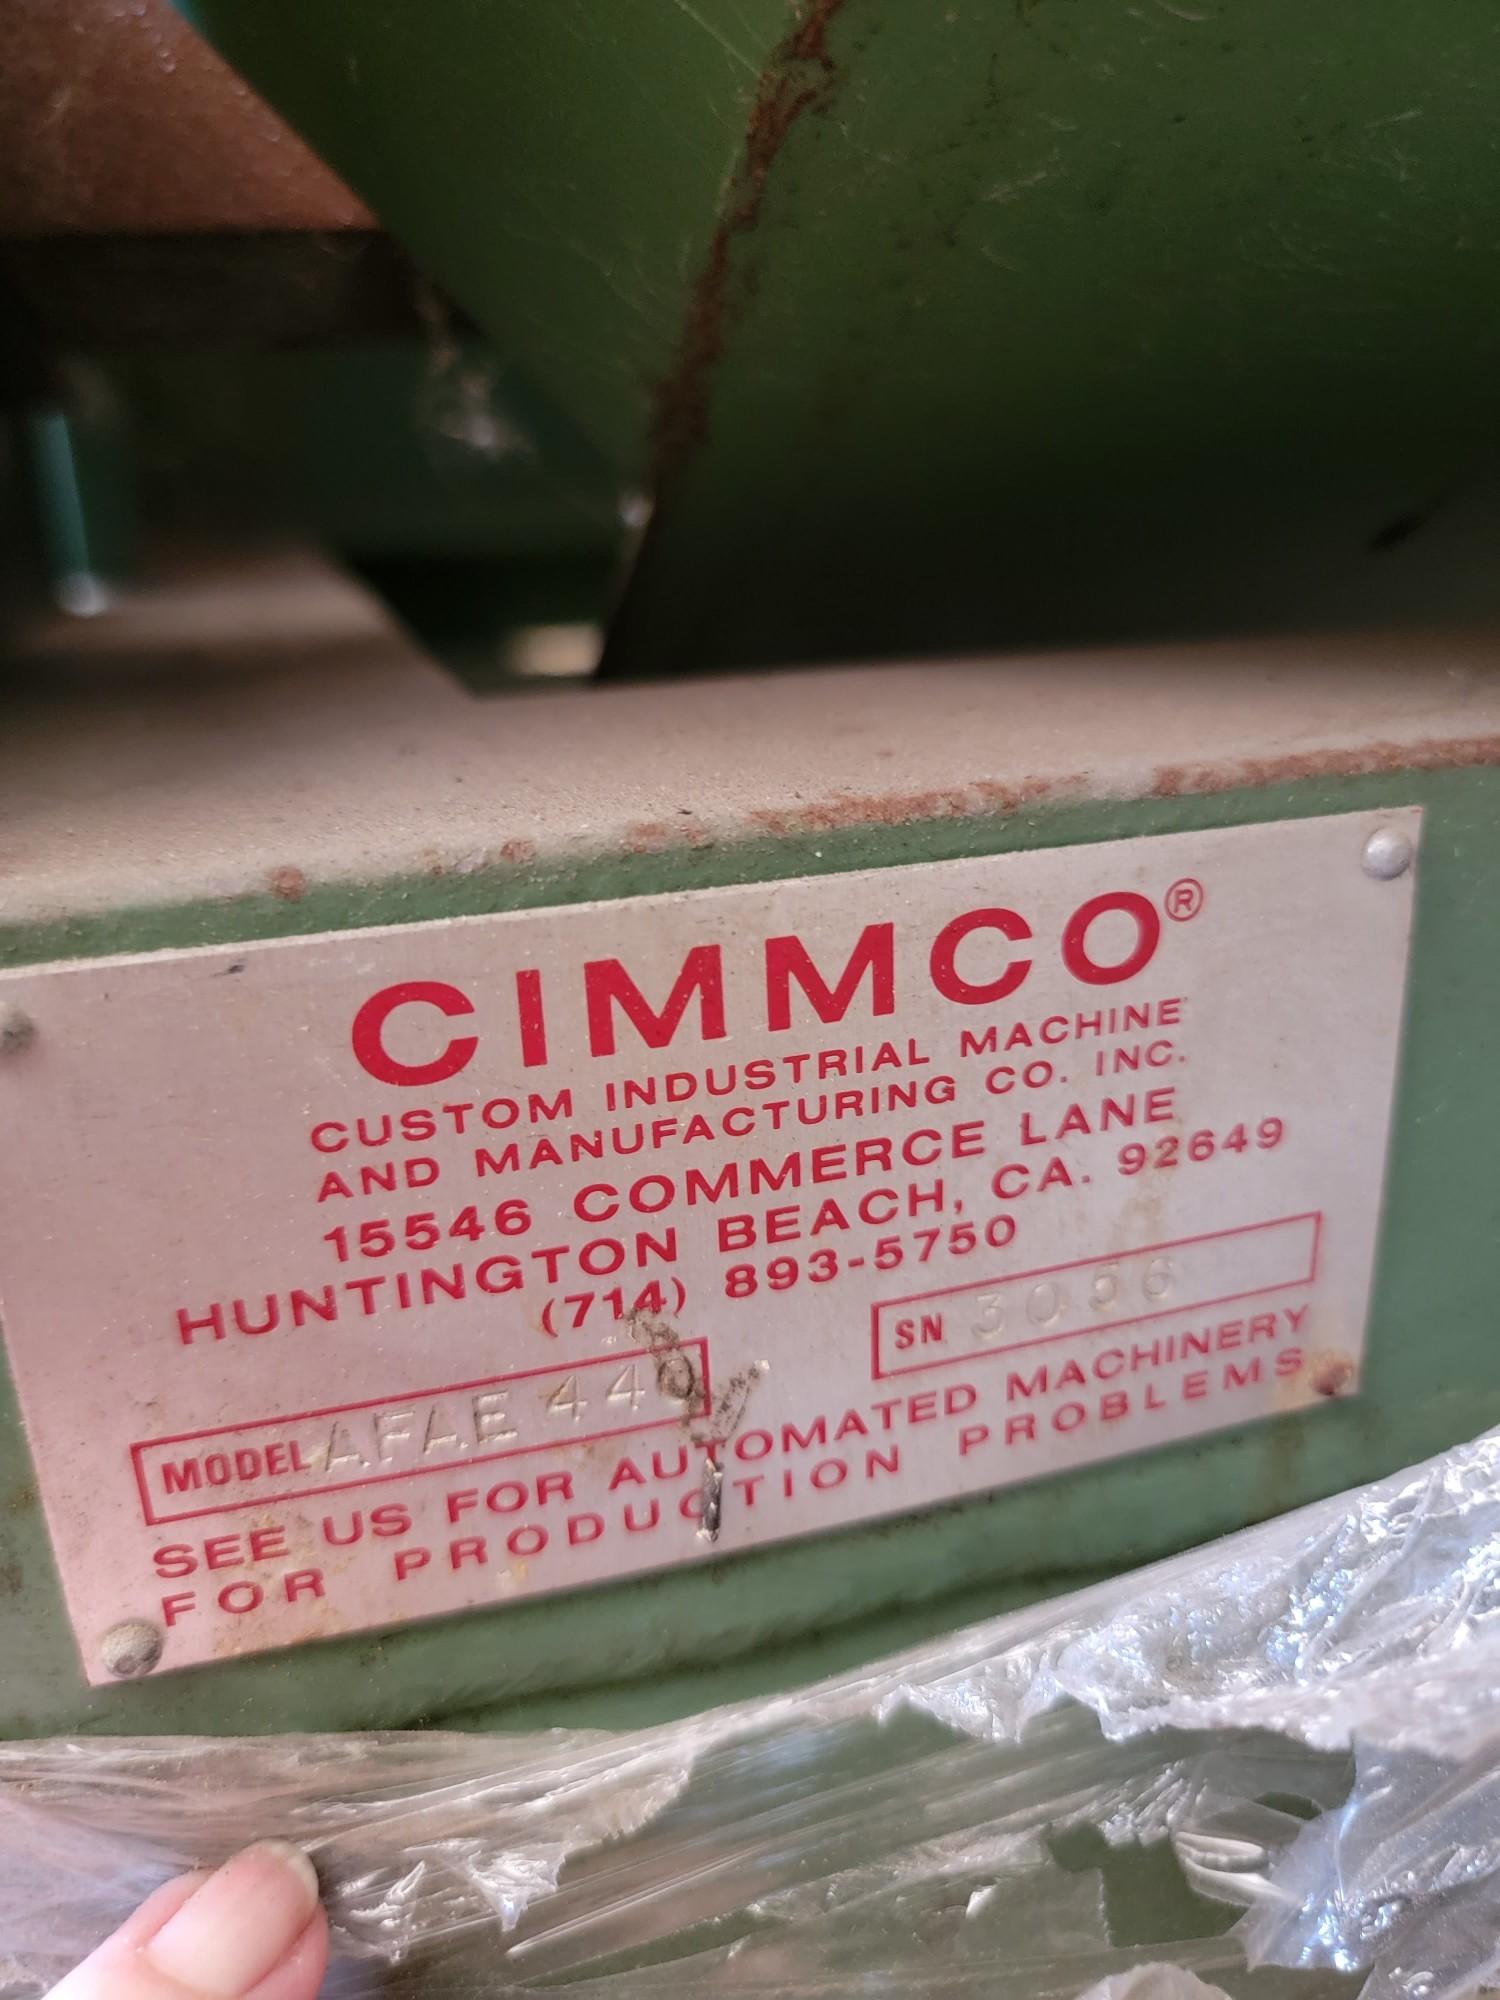 CIMMCO®
CUSTOM INDUSTRIAL MACHINE
AND MANUFACTURING CO. INC.
15546 COMMERCE LANE
HUNTINGTON BEACH, CA. 92649
(714) 893-5750
MODEL AFAE 440
SN 3056
SEE US FOR AUTOMATED MACHINERY
FOR PRODUCTION PROBLEMS